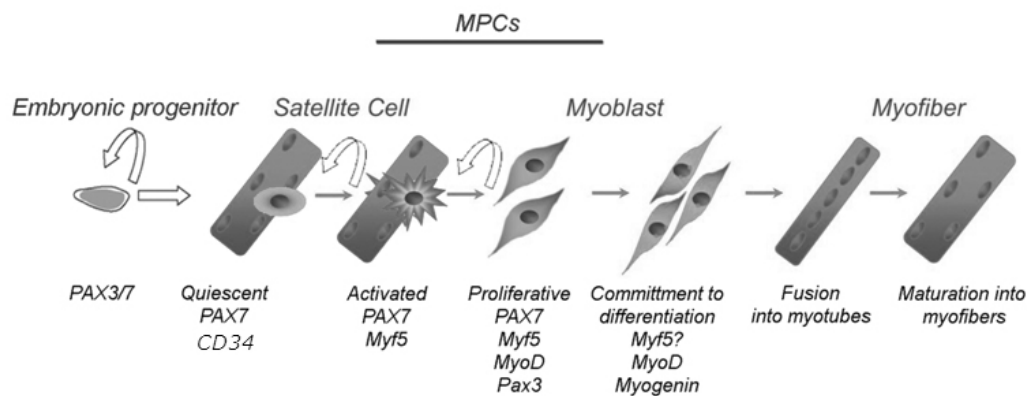 MPCs
Embryonic progenitor
Satellite Cell
Myoblast
Myofiber
PAX3/7
Quiescent
PAX7
CD34
Activated
PAX7
Myf5
Proliferative
PAX7
Myf5
MyoD
Pax3
Committment to
differentiation
Myf5?
MyoD
Myogenin
Fusion
into myotubes
Maturation into
myofibers